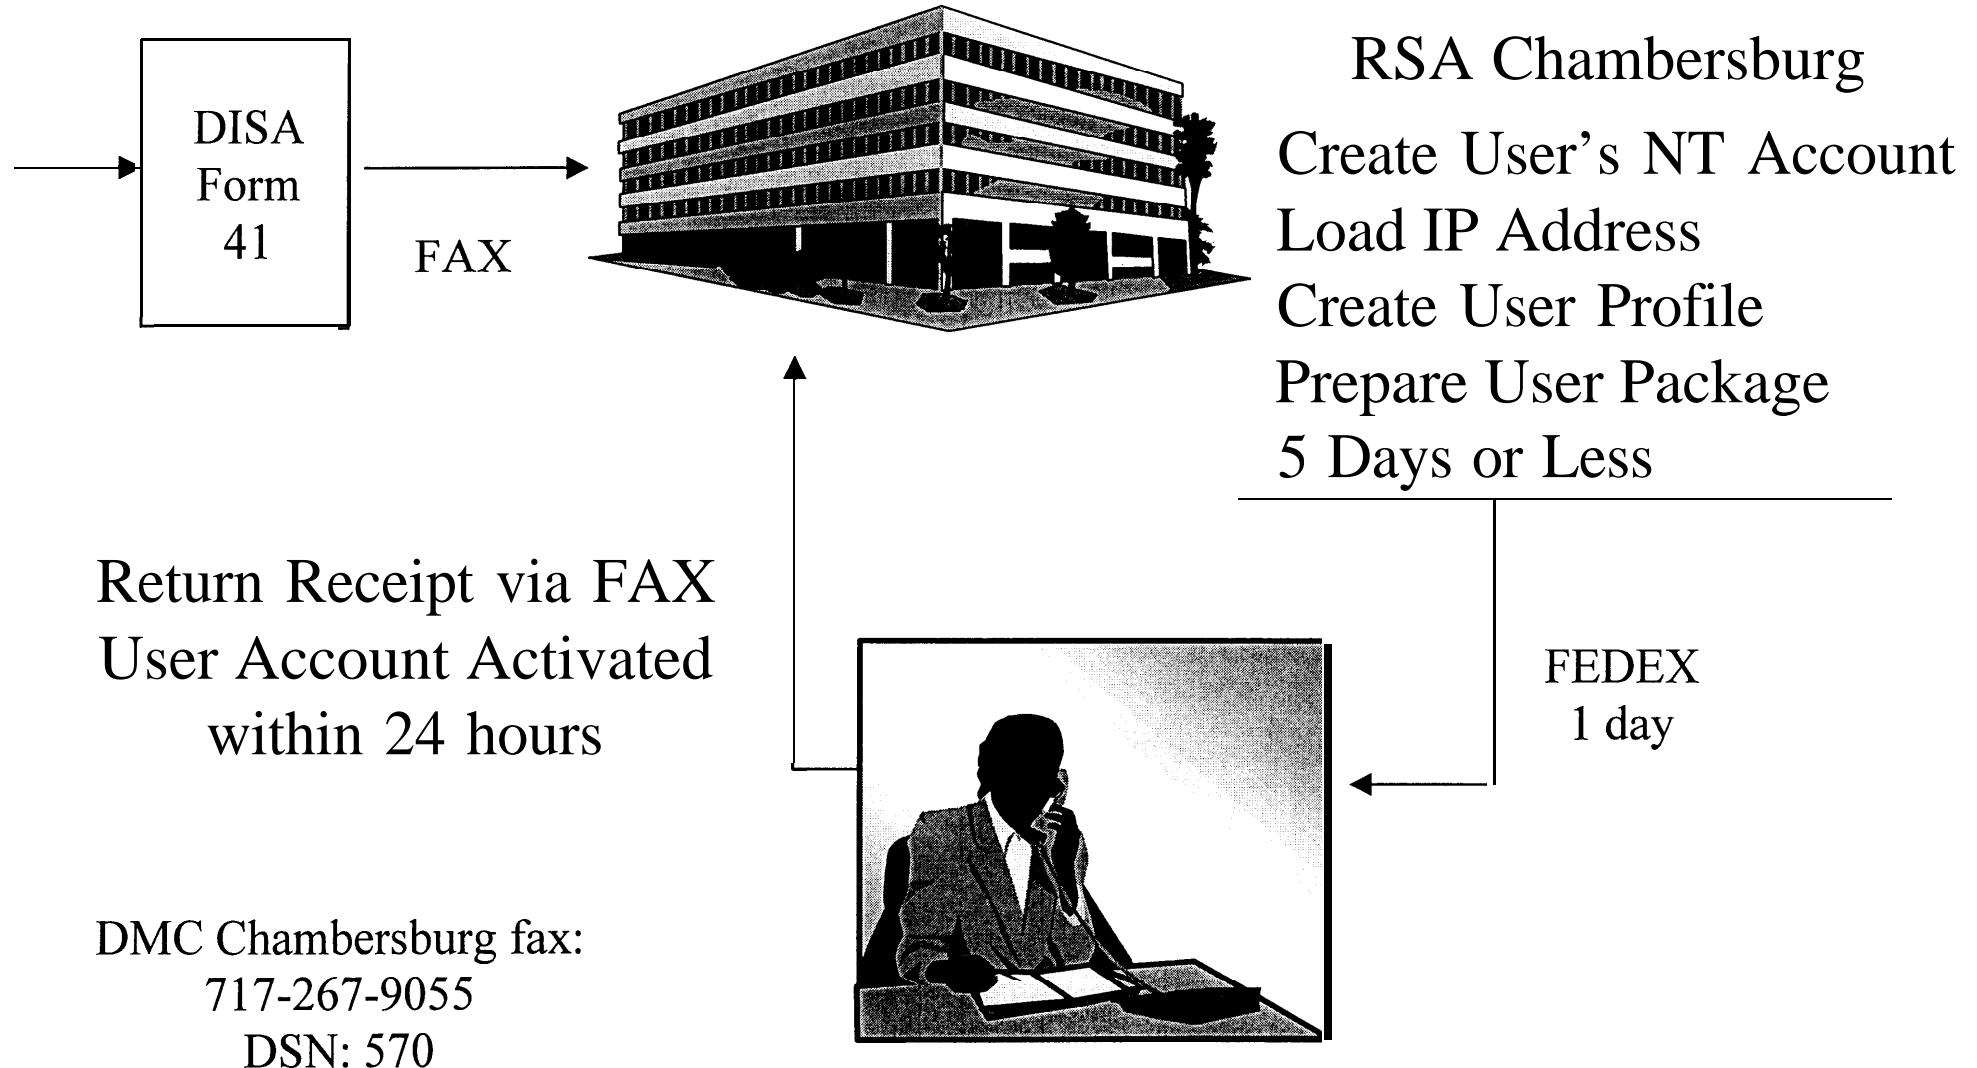 DISA
Form
41
FAX
RSA Chambersburg
Create User’s NT Account
Load IP Address
Create User Profile
Prepare User Package
5 Days or Less
Return Receipt via FAX
User Account Activated
within 24 hours
FEDEX
1 day
DMC Chambersburg fax:
717-267-9055
DSN: 570